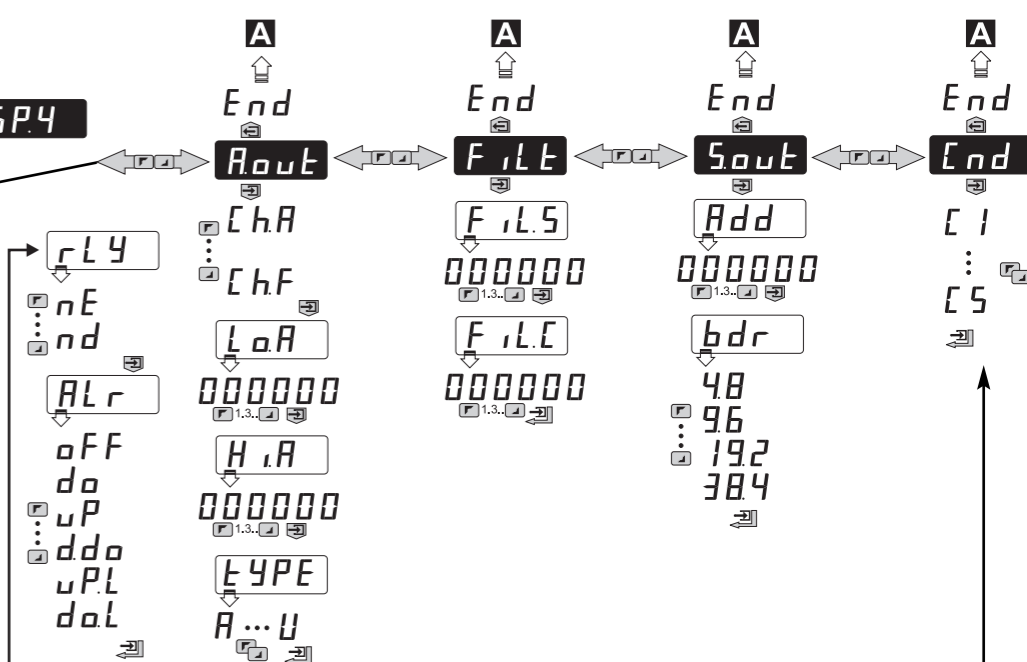 A A A A
End End End End
SP.4
A.out FiLt S.out Cnd
Ch.A
Ch.F
Lo.A
000000
1.3..
Hi.A
000000
1.3..
tYPE
A ... U
rLY
nE
nd
ALr
oFF
do
uP
d.do
uP.L
do.L
FiL.S
000000
1.3..
FiL.C
000000
1.3..
Add
000000
1.3..
bdr
4.8
9.6
19.2
38.4
C1
C5